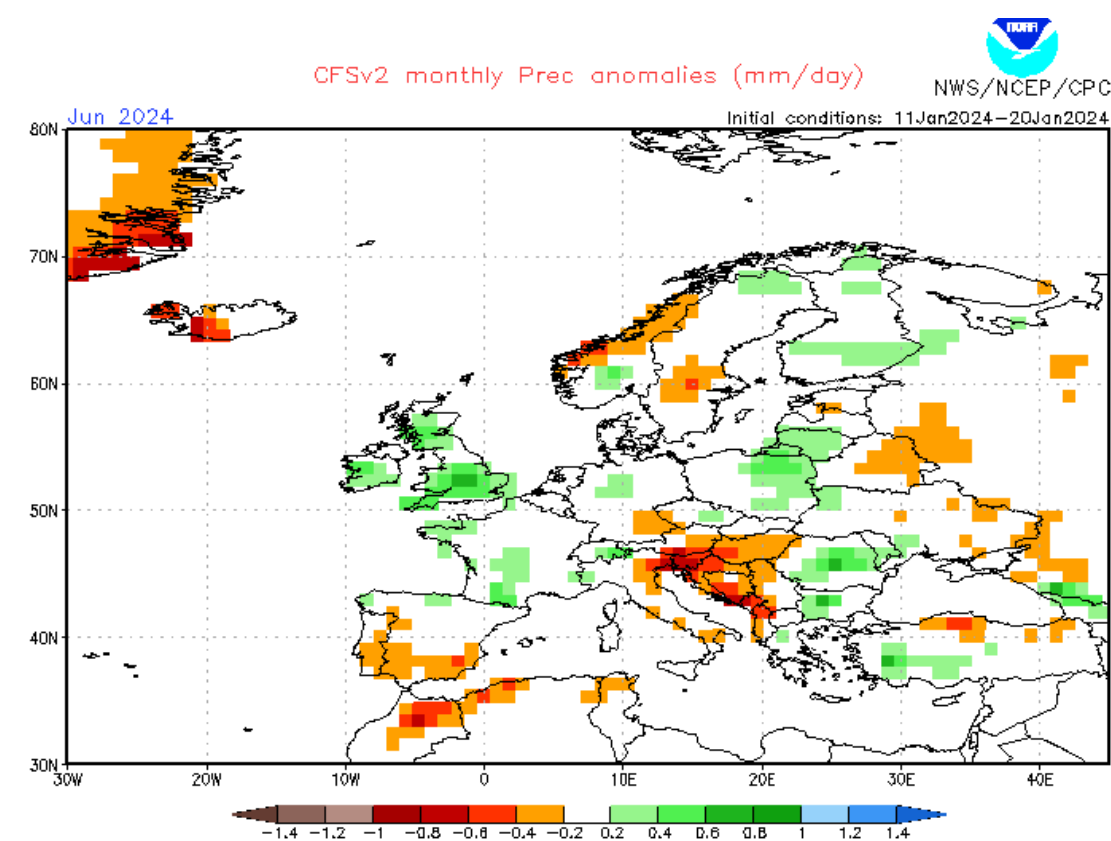 NOAA
CFSv2 monthly Prec anomalies (mm/day)
NWS/NCEP/CPC
Jun 2024
Initial conditions: 11Jan2024-20Jan2024
80N
70N
60N
50N
40N
30N
30W 20W 10W 0 10E 20E 30E 40E
-1.4 -1.2 -1 -0.8 -0.6 -0.4 -0.2 0.2 0.4 0.6 0.8 1 1.2 1.4